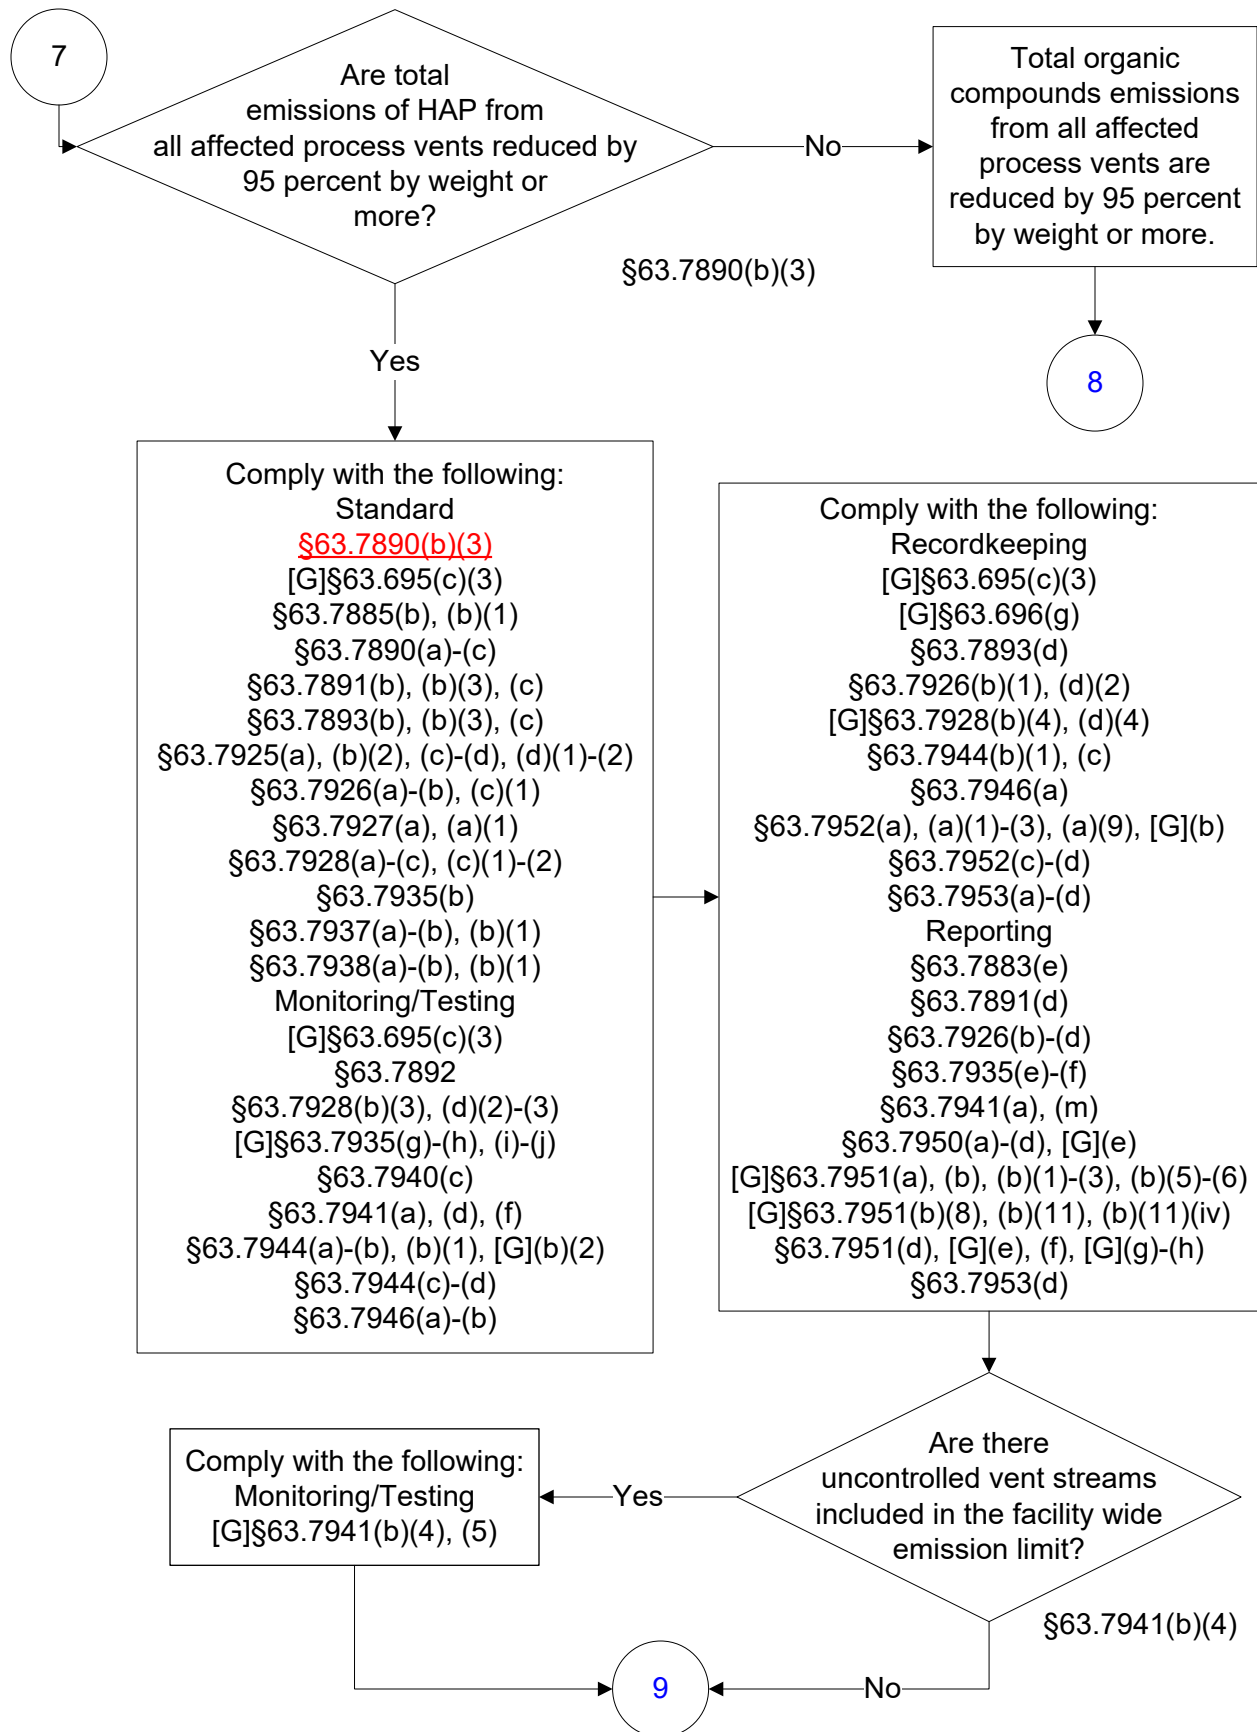 7
Are total
emissions of HAP from
all affected process vents reduced by
95 percent by weight or
more?
No
Total organic
compounds emissions
from all affected
process vents are
reduced by 95 percent
by weight or more.
§63.7890(b)(3)
8
Yes
Comply with the following:
Standard
§63.7890(b)(3)
[G]§63.695(c)(3)
§63.7885(b), (b)(1)
§63.7890(a)-(c)
§63.7891(b), (b)(3), (c)
§63.7893(b), (b)(3), (c)
§63.7925(a), (b)(2), (c)-(d), (d)(1)-(2)
§63.7926(a)-(b), (c)(1)
§63.7927(a), (a)(1)
§63.7928(a)-(c), (c)(1)-(2)
§63.7935(b)
§63.7937(a)-(b), (b)(1)
§63.7938(a)-(b), (b)(1)
Monitoring/Testing
[G]§63.695(c)(3)
§63.7892
§63.7928(b)(3), (d)(2)-(3)
[G]§63.7935(g)-(h), (i)-(j)
§63.7940(c)
§63.7941(a), (d), (f)
§63.7944(a)-(b), (b)(1), [G](b)(2)
§63.7944(c)-(d)
§63.7946(a)-(b)
Comply with the following:
Recordkeeping
[G]§63.695(c)(3)
[G]§63.696(g)
§63.7893(d)
§63.7926(b)(1), (d)(2)
[G]§63.7928(b)(4), (d)(4)
§63.7944(b)(1), (c)
§63.7946(a)
§63.7952(a), (a)(1)-(3), (a)(9), [G](b)
§63.7952(c)-(d)
§63.7953(a)-(d)
Reporting
§63.7883(e)
§63.7891(d)
§63.7926(b)-(d)
§63.7935(e)-(f)
§63.7941(a), (m)
§63.7950(a)-(d), [G](e)
[G]§63.7951(a), (b), (b)(1)-(3), (b)(5)-(6)
[G]§63.7951(b)(8), (b)(11), (b)(11)(iv)
§63.7951(d), [G](e), (f), [G](g)-(h)
§63.7953(d)
Are there
uncontrolled vent streams
included in the facility wide
emission limit?
§63.7941(b)(4)
Yes
Comply with the following:
Monitoring/Testing
[G]§63.7941(b)(4), (5)
No
9